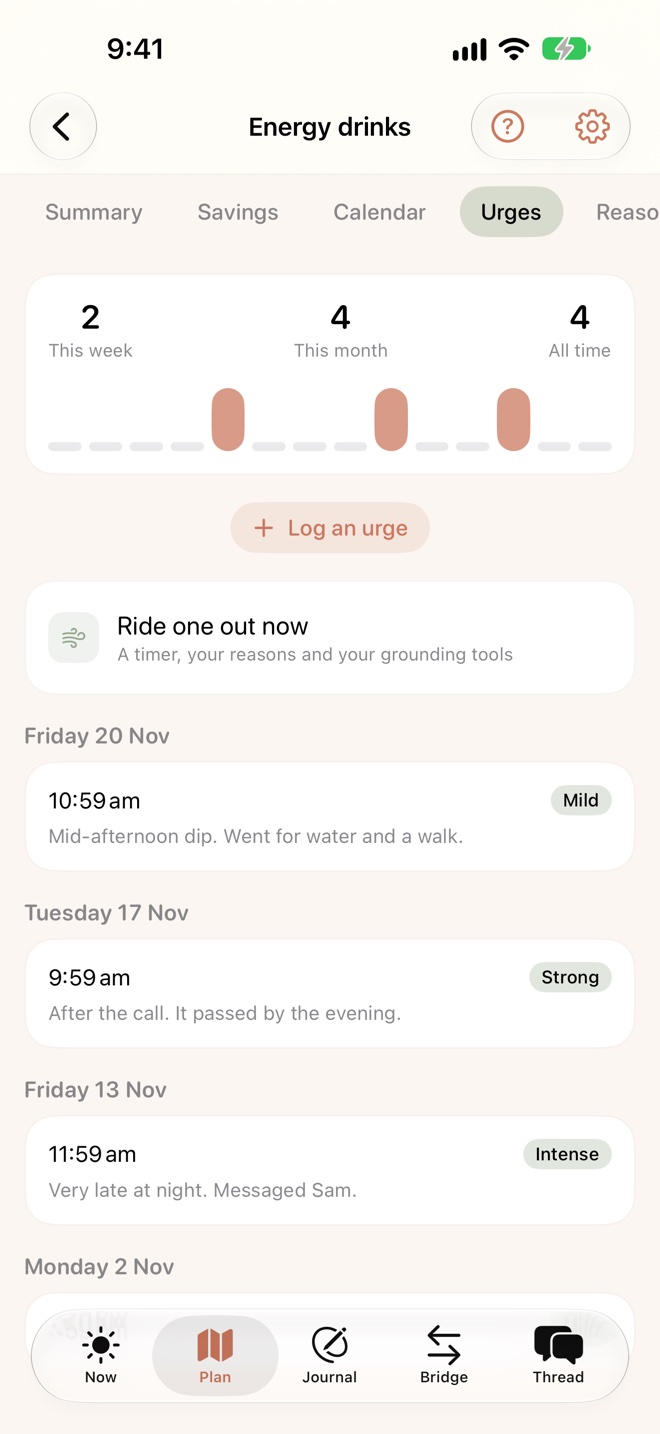 9:41
Energy drinks
Summary Savings Calendar Urges Reaso
2 4 4
This week This month All time
+ Log an urge
Ride one out now
A timer, your reasons and your grounding tools
Friday 20 Nov
10:59 am Mild
Mid-afternoon dip. Went for water and a walk.
Tuesday 17 Nov
9:59 am Strong
After the call. It passed by the evening.
Friday 13 Nov
11:59 am Intense
Very late at night. Messaged Sam.
Monday 2 Nov
Now Plan Journal Bridge Thread